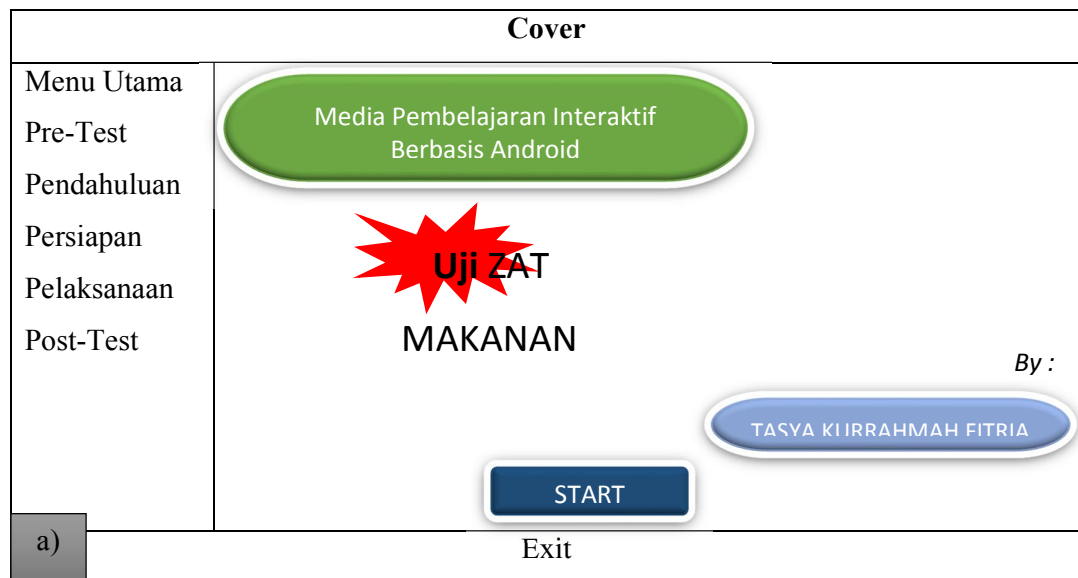 Cover
Menu Utama
Pre-Test
Pendahuluan
Persiapan
Pelaksanaan
Post-Test
Media Pembelajaran Interaktif
Berbasis Android
Uji ZAT
MAKANAN
By :
TASYA KURRAHMAH FITRIA
START
a)
Exit